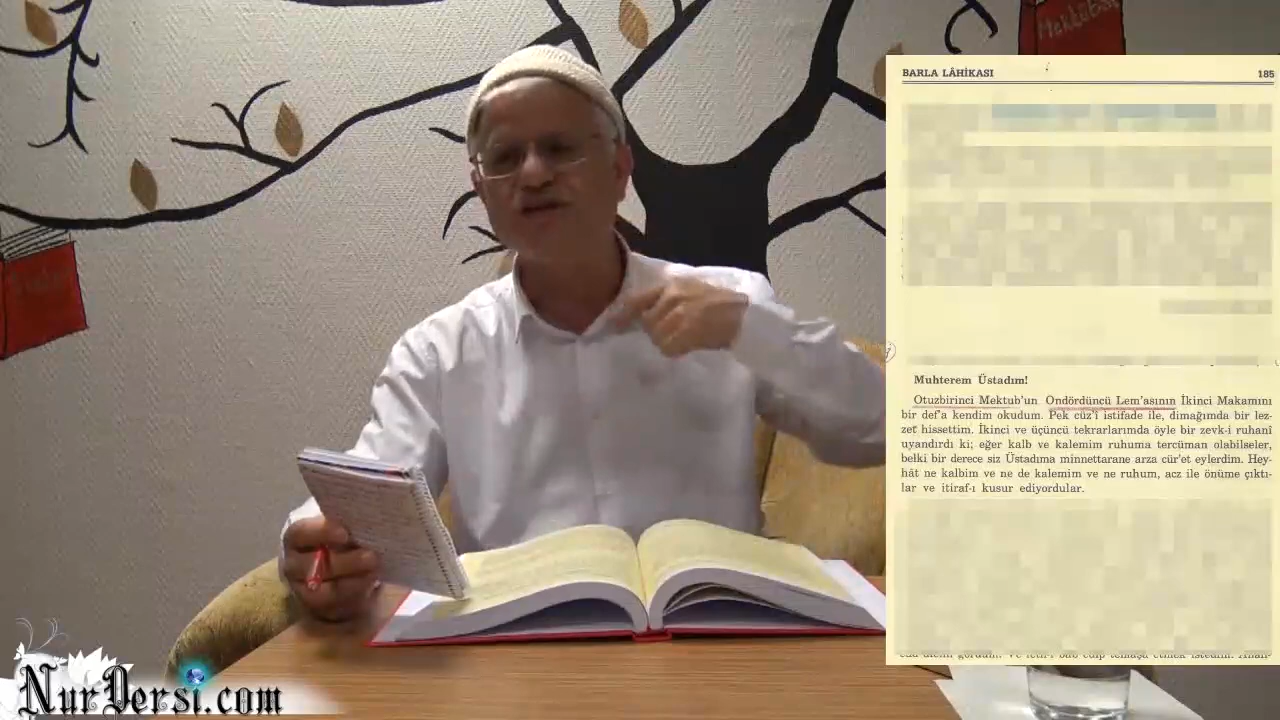 Mektubat
BARLA LÂHİKASI 185
Muhterem Üstadım!
Otuzbirinci Mektub'un Ondördüncü Lem'asının İkinci Makamını
bir def'a kendim okudum. Pek cüz'î istifade ile, dimağımda bir lez-
zet hissettim. İkinci ve üçüncü tekrarlarımda öyle bir zevk-i ruhanî
uyandırdı ki; eğer kalb ve kalemim ruhuma tercüman olabilseler,
belki bir derece siz Üstadıma minnettarane arza cür'et eylerdim. Hey-
hât ne kalbim ve ne de kalemim ve ne ruhum, acz ile önüme çıktı-
lar ve itiraf-ı kusur ediyordular.
NurDersi.com